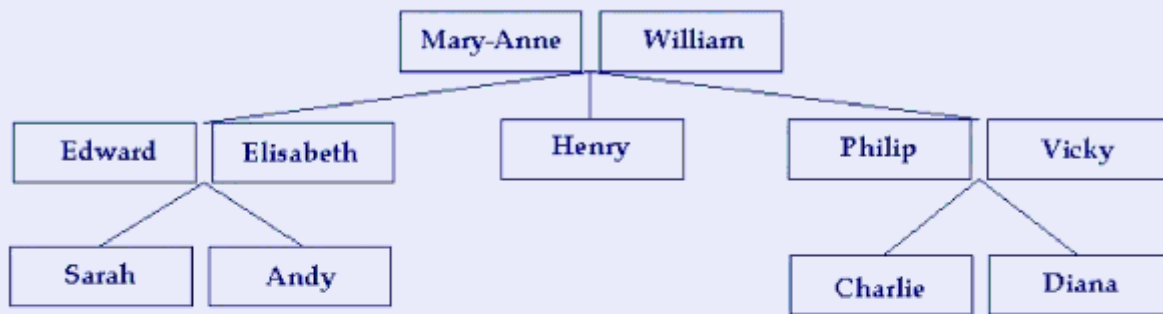 Mary-Anne William
Edward Elisabeth Henry Philip Vicky
Sarah Andy Charlie Diana